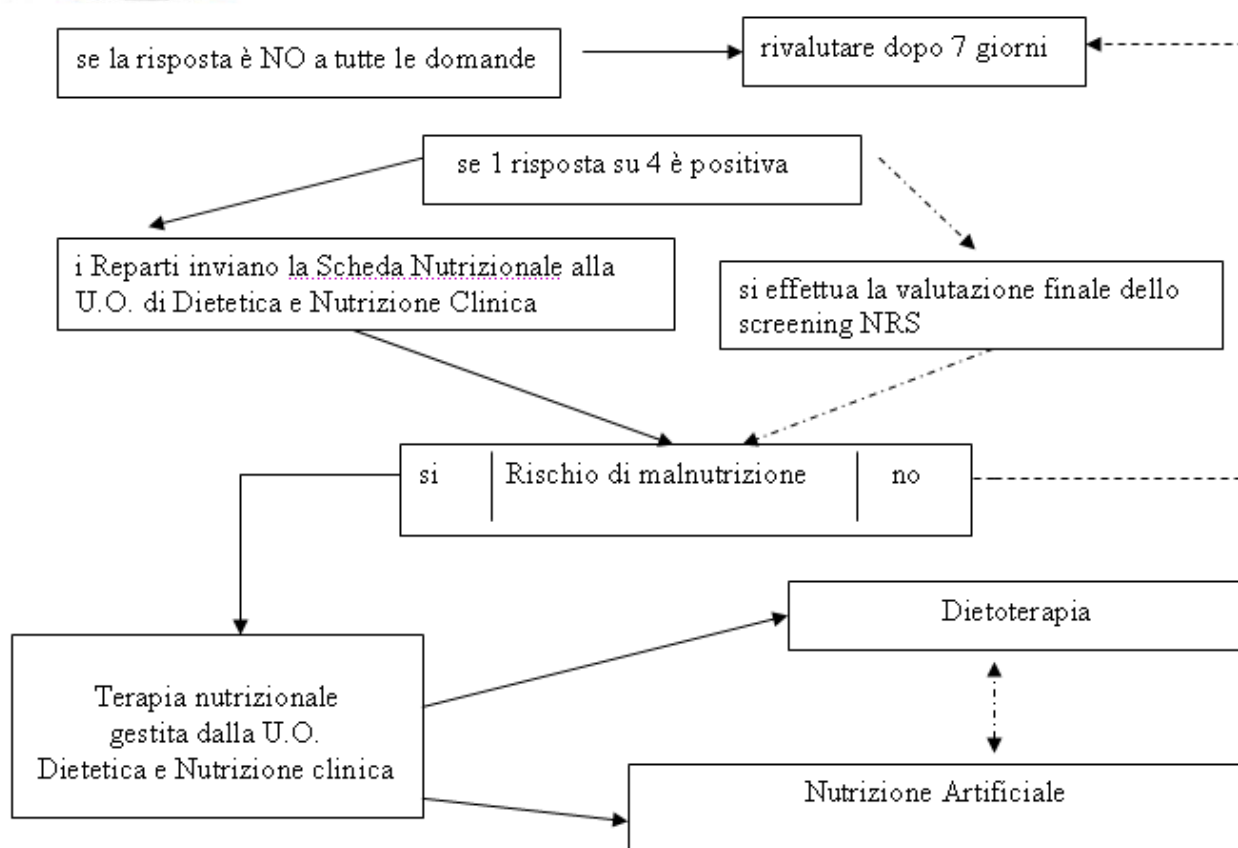 se la risposta è NO a tutte le domande
rivalutare dopo 7 giorni
se 1 risposta su 4 è positiva
i Reparti inviano la Scheda Nutrizionale alla
U.O. di Dietetica e Nutrizione Clinica
si effettua la valutazione finale dello
screening NRS
si
Rischio di malnutrizione
no
Dietoterapia
Terapia nutrizionale
gestita dalla U.O.
Dietetica e Nutrizione clinica
Nutrizione Artificiale